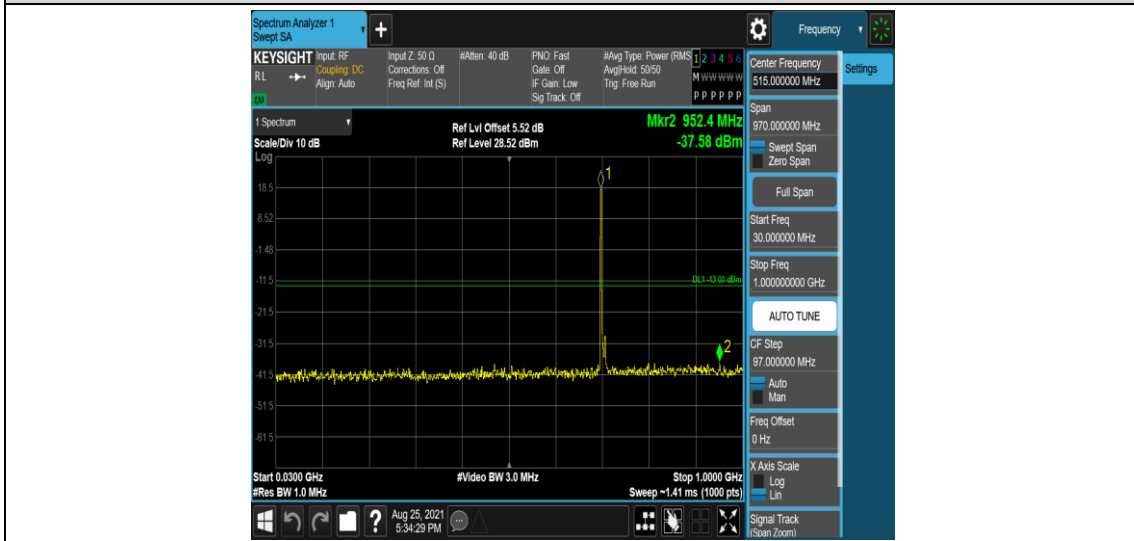 Spectrum Analyzer 1
Swept SA
+
Frequency
KEYSIGHT
RL
Input: RF
Coupling: DC
Align: Auto
Input Z: 50 Ω
Corrections: Off
Freq Ref: Int (S)
#Atten: 40 dB
PNO: Fast
Gate: Off
IF Gain: Low
Sig Track: Off
#Avg Type: Power (RMS
Avg|Hold: 50/50
Trig: Free Run
1 2 3 4 5 6
M W W W W W
P P P P P P
1 Spectrum
Scale/Div 10 dB
Log
Ref Lvl Offset 5.52 dB
Ref Level 28.52 dBm
Mkr2 952.4 MHz
-37.58 dBm
1
18.5
8.52
-1.48
-11.5
DL1 -13.00 dBm
-21.5
-31.5
2
-41.5
-51.5
-61.5
Start 0.0300 GHz
#Res BW 1.0 MHz
#Video BW 3.0 MHz
Stop 1.0000 GHz
Sweep ~1.41 ms (1000 pts)
Center Frequency
515.000000 MHz
Settings
Span
970.000000 MHz
Swept Span
Zero Span
Full Span
Start Freq
30.000000 MHz
Stop Freq
1.000000000 GHz
AUTO TUNE
CF Step
97.000000 MHz
Auto
Man
Freq Offset
0 Hz
X Axis Scale
Log
Lin
Signal Track
(Span Zoom)
?
Aug 25, 2021
5:34:29 PM